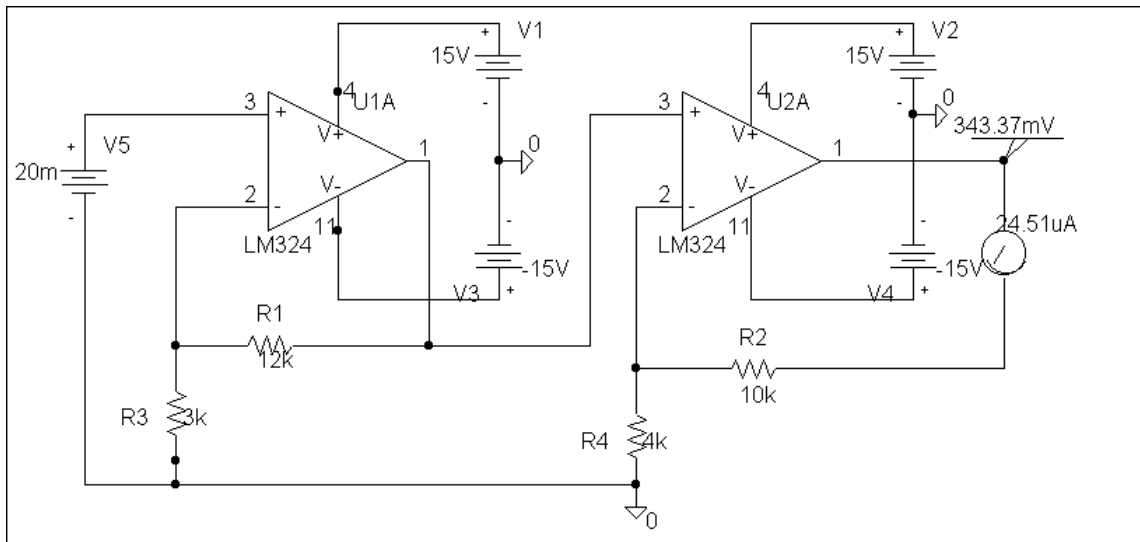 V1
V2
+
+
15V
15V
4
U1A
4
U2A
-
-
0
343.37mV
3
+
V+
0
3
+
V+
+
V5
1
1
20m
2
-
V-
2
-
V-
-
11
-
11
-
24.51uA
LM324
-15V
LM324
-15V
V3
+
V4
+
R1
12k
R2
10k
R3
3k
R4
4k
0